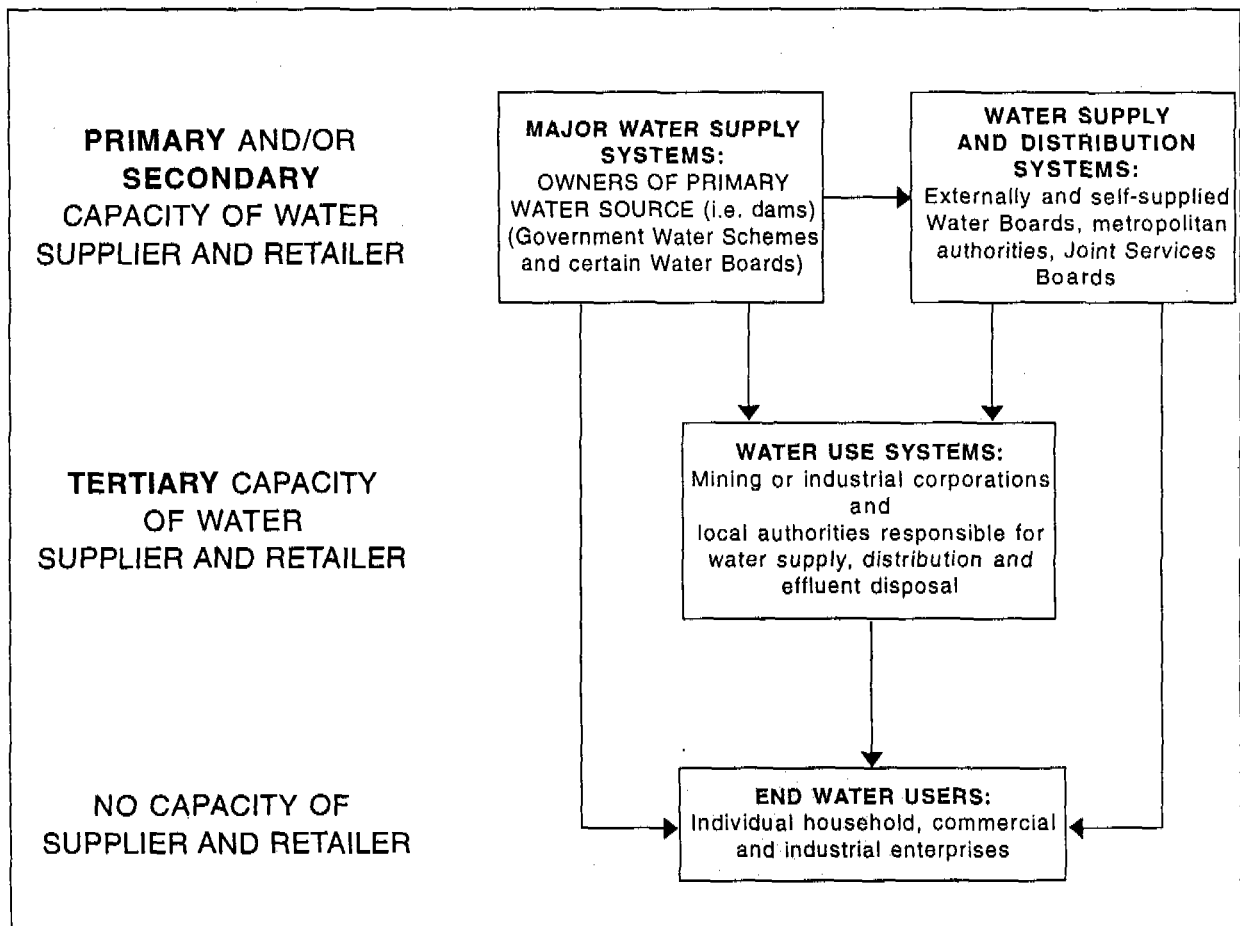 PRIMARY AND/OR
SECONDARY
CAPACITY OF WATER
SUPPLIER AND RETAILER
MAJOR WATER SUPPLY
SYSTEMS:
OWNERS OF PRIMARY
WATER SOURCE (i.e. dams)
(Government Water Schemes
and certain Water Boards)
WATER SUPPLY
AND DISTRIBUTION
SYSTEMS:
Externally and self-supplied
Water Boards, metropolitan
authorities, Joint Services
Boards
TERTIARY CAPACITY
OF WATER
SUPPLIER AND RETAILER
WATER USE SYSTEMS:
Mining or industrial corporations
and
local authorities responsible for
water supply, distribution and
effluent disposal
NO CAPACITY OF
SUPPLIER AND RETAILER
END WATER USERS:
Individual household, commercial
and industrial enterprises